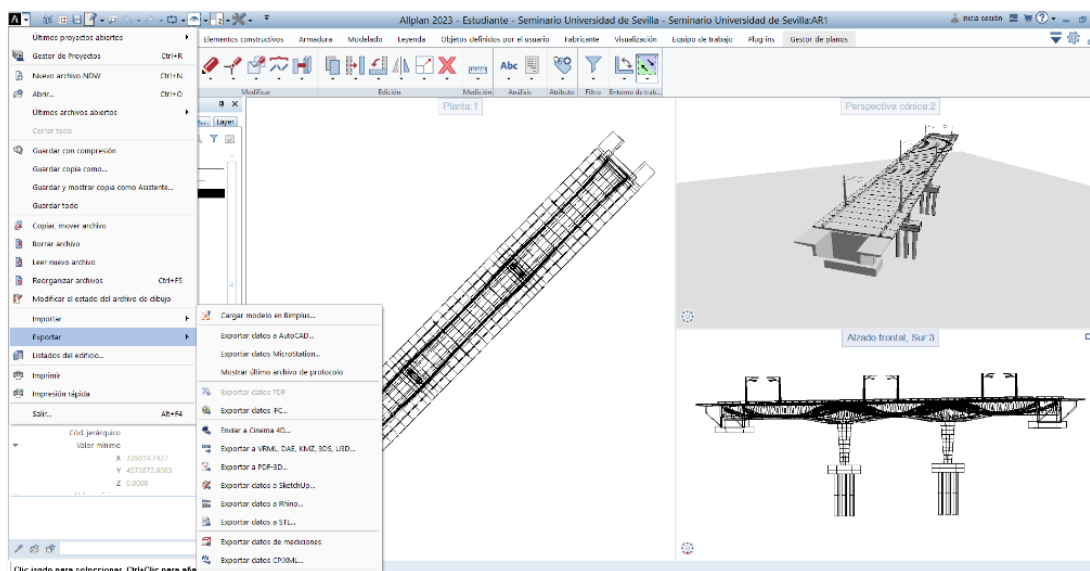 Allplan 2023 - Estudiante - Seminario Universidad de Sevilla - Seminario Universidad de Sevilla:AR1
Inicia sesión
Elementos constructivos Armadura Modelado Leyenda Objetos definidos por el usuario Fabricante Visualización Equipo de trabajo Plug-ins Gestor de planos
Abc
Modificar Edición Medición Análisis Atributo Filtro Entorno de trab...
Últimos proyectos abiertos
Gestor de Proyectos Ctrl+R
Nuevo archivo NDW Ctrl+N
Abrir... Ctrl+O
Últimos archivos abiertos
Cerrar todo
Guardar con compresión
Guardar copia como...
Guardar y mostrar copia como Asistente...
Guardar todo
Copiar, mover archivo
Borrar archivo
Leer nuevo archivo
Reorganizar archivos Ctrl+F5
Modificar el estado del archivo de dibujo
Importar
Exportar
Listados del edificio...
Imprimir
Impresión rápida
Salir... Alt+F4
Layer
Cargar modelo en Bimplus...
Exportar datos a AutoCAD...
Exportar datos MicroStation...
Mostrar último archivo de protocolo
Exportar datos PDF
Exportar datos IFC...
Enviar a Cinema 4D...
Exportar a VRML, DAE, KMZ, 3DS, U3D...
Exportar a PDF-3D...
Exportar datos a SketchUp...
Exportar datos a Rhino...
Exportar datos a STL...
Exportar datos de mediciones
Exportar datos CPIXML...
Cód. jerárquico
Valor mínimo
X
Y
Z 0.0000
Planta:1
Perspectiva cónica:2
Alzado frontal, Sur:3